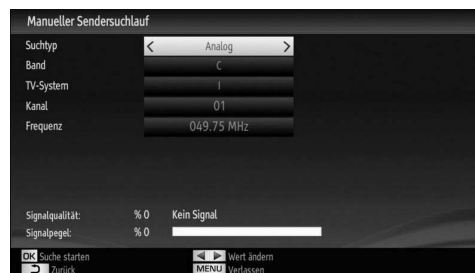 Manueller Sendersuchlauf
Suchtyp < Analog >
Band C
TV-System I
Kanal 01
Frequenz 049.75 MHz
Signalqualität: % 0 Kein Signal
Signalpegel: % 0
OK Suche starten ◀ ▶ Wert ändern
Zurück MENU Verlassen